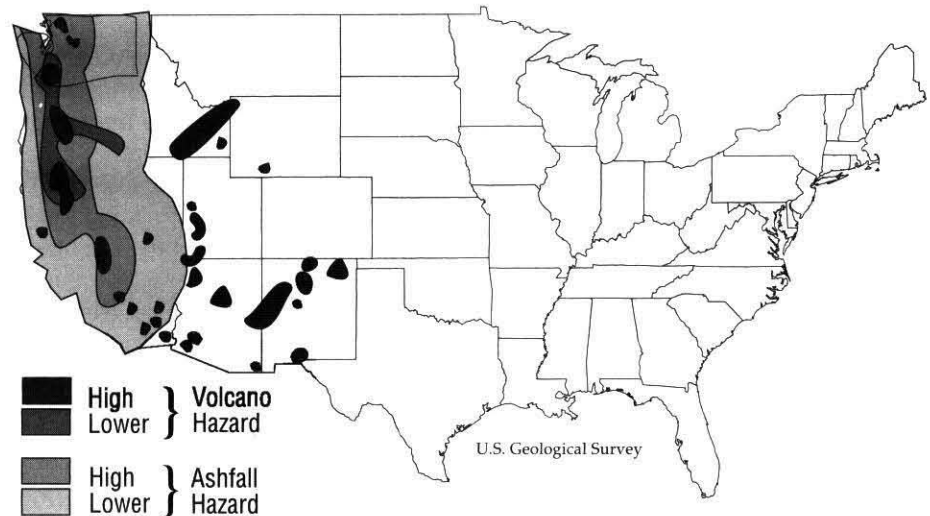 High } Volcano
Lower } Hazard
High } Ashfall
Lower } Hazard
U.S. Geological Survey